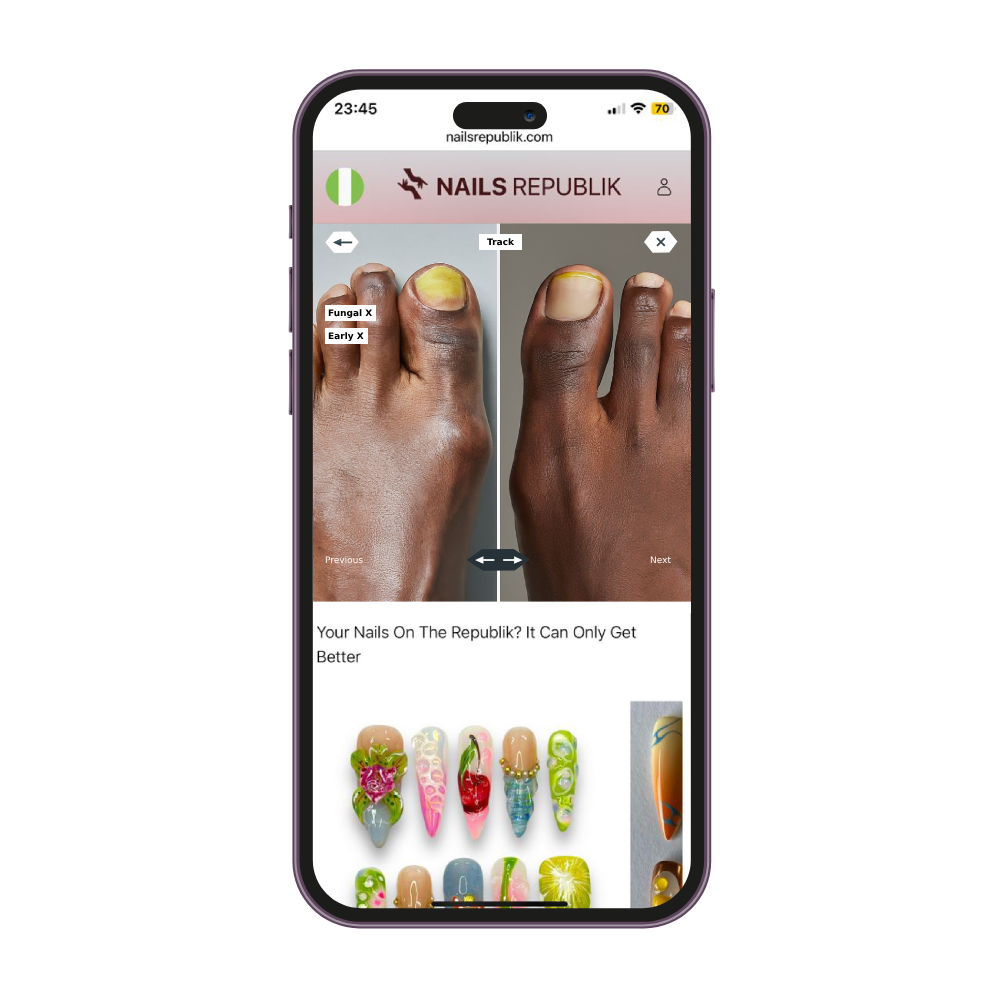 23:45
70
nailsrepublik.com
NAILS REPUBLIK
Track
Fungal X
Early X
Previous
Next
Your Nails On The Republik? It Can Only Get
Better